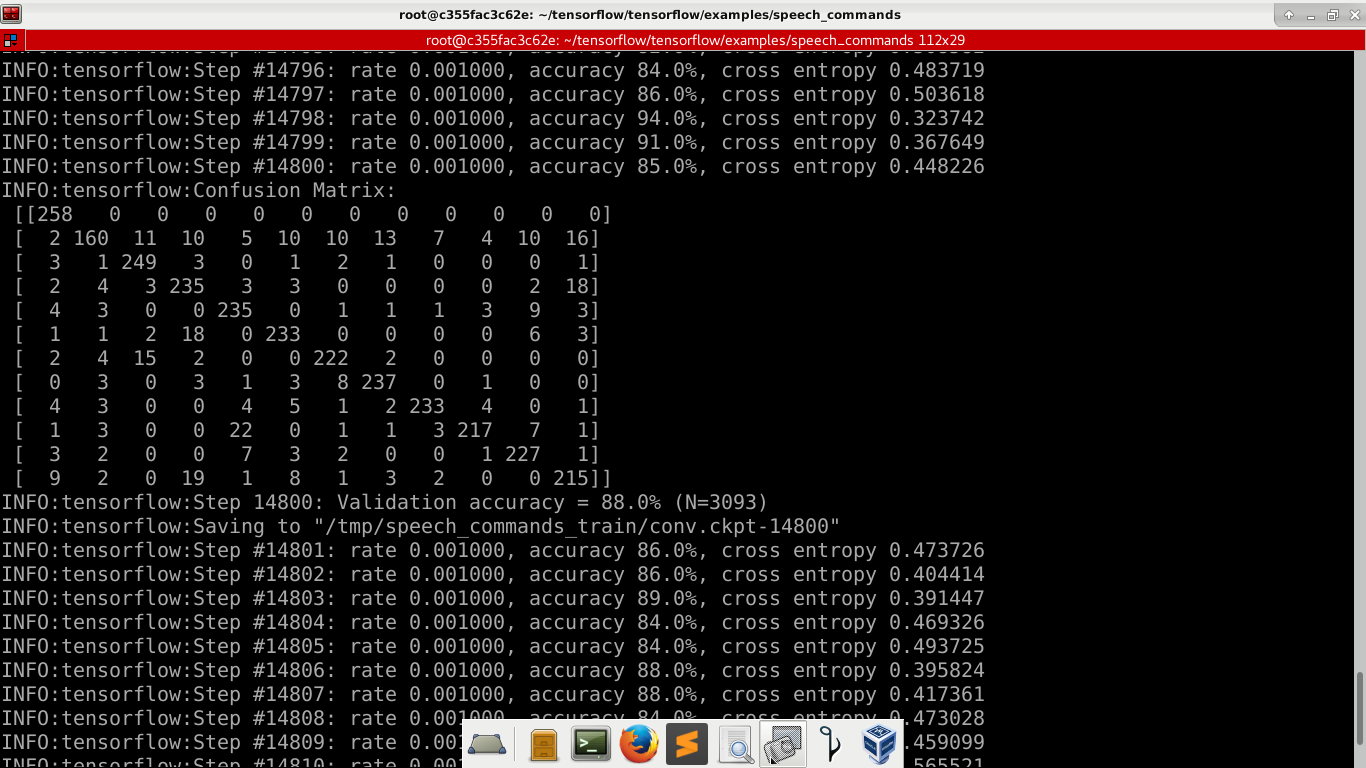 root@c355fac3c62e: ~/tensorflow/tensorflow/examples/speech_commands
root@c355fac3c62e: ~/tensorflow/tensorflow/examples/speech_commands 112x29
INFO:tensorflow:Step #14796: rate 0.001000, accuracy 84.0%, cross entropy 0.483719
INFO:tensorflow:Step #14797: rate 0.001000, accuracy 86.0%, cross entropy 0.503618
INFO:tensorflow:Step #14798: rate 0.001000, accuracy 94.0%, cross entropy 0.323742
INFO:tensorflow:Step #14799: rate 0.001000, accuracy 91.0%, cross entropy 0.367649
INFO:tensorflow:Step #14800: rate 0.001000, accuracy 85.0%, cross entropy 0.448226
INFO:tensorflow:Confusion Matrix:
 [[258   0   0   0   0   0   0   0   0   0   0   0]
 [  2 160  11  10   5  10  10  13   7   4  10  16]
 [  3   1 249   3   0   1   2   1   0   0   0   1]
 [  2   4   3 235   3   3   0   0   0   0   2  18]
 [  4   3   0   0 235   0   1   1   1   3   9   3]
 [  1   1   2  18   0 233   0   0   0   0   6   3]
 [  2   4  15   2   0   0 222   2   0   0   0   0]
 [  0   3   0   3   1   3   8 237   0   1   0   0]
 [  4   3   0   0   4   5   1   2 233   4   0   1]
 [  1   3   0   0  22   0   1   1   3 217   7   1]
 [  3   2   0   0   7   3   2   0   0   1 227   1]
 [  9   2   0  19   1   8   1   3   2   0   0 215]]
INFO:tensorflow:Step 14800: Validation accuracy = 88.0% (N=3093)
INFO:tensorflow:Saving to "/tmp/speech_commands_train/conv.ckpt-14800"
INFO:tensorflow:Step #14801: rate 0.001000, accuracy 86.0%, cross entropy 0.473726
INFO:tensorflow:Step #14802: rate 0.001000, accuracy 86.0%, cross entropy 0.404414
INFO:tensorflow:Step #14803: rate 0.001000, accuracy 89.0%, cross entropy 0.391447
INFO:tensorflow:Step #14804: rate 0.001000, accuracy 84.0%, cross entropy 0.469326
INFO:tensorflow:Step #14805: rate 0.001000, accuracy 84.0%, cross entropy 0.493725
INFO:tensorflow:Step #14806: rate 0.001000, accuracy 88.0%, cross entropy 0.395824
INFO:tensorflow:Step #14807: rate 0.001000, accuracy 88.0%, cross entropy 0.417361
INFO:tensorflow:Step #14808: rate .473028
INFO:tensorflow:Step #14809: rate .459099
INFO:tensorflow:Step #14810: rate .565521